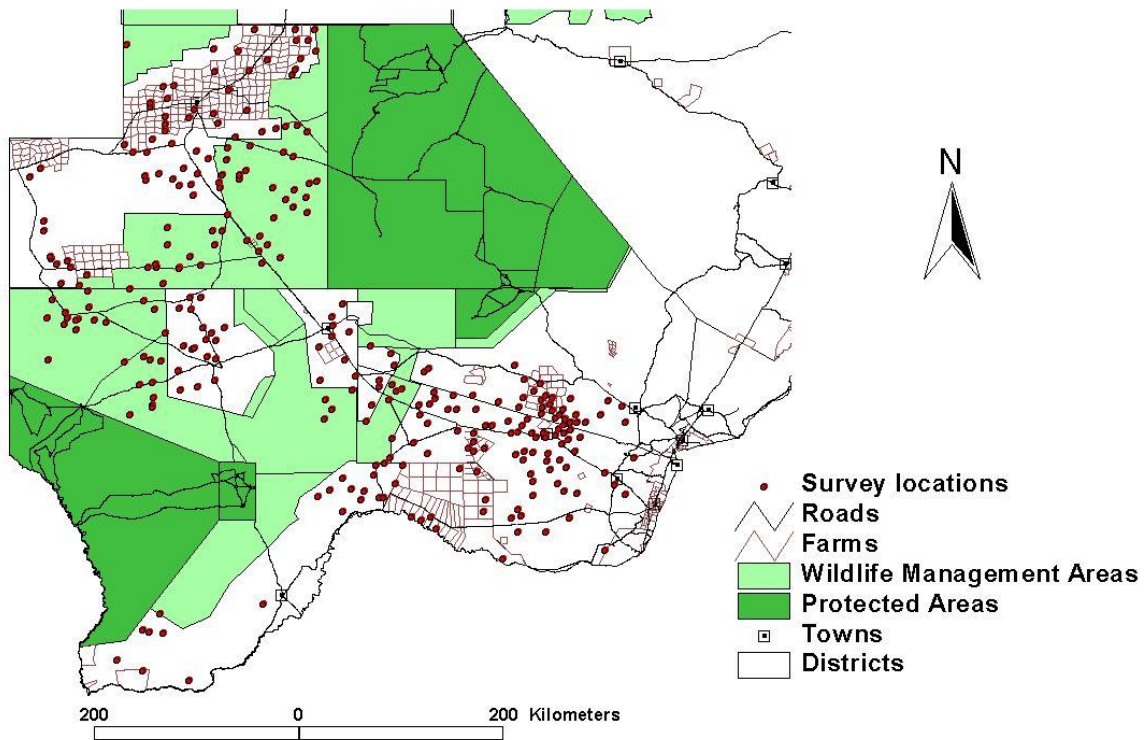 N
Survey locations
Roads
Farms
Wildlife Management Areas
Protected Areas
Towns
Districts
200 0 200 Kilometers